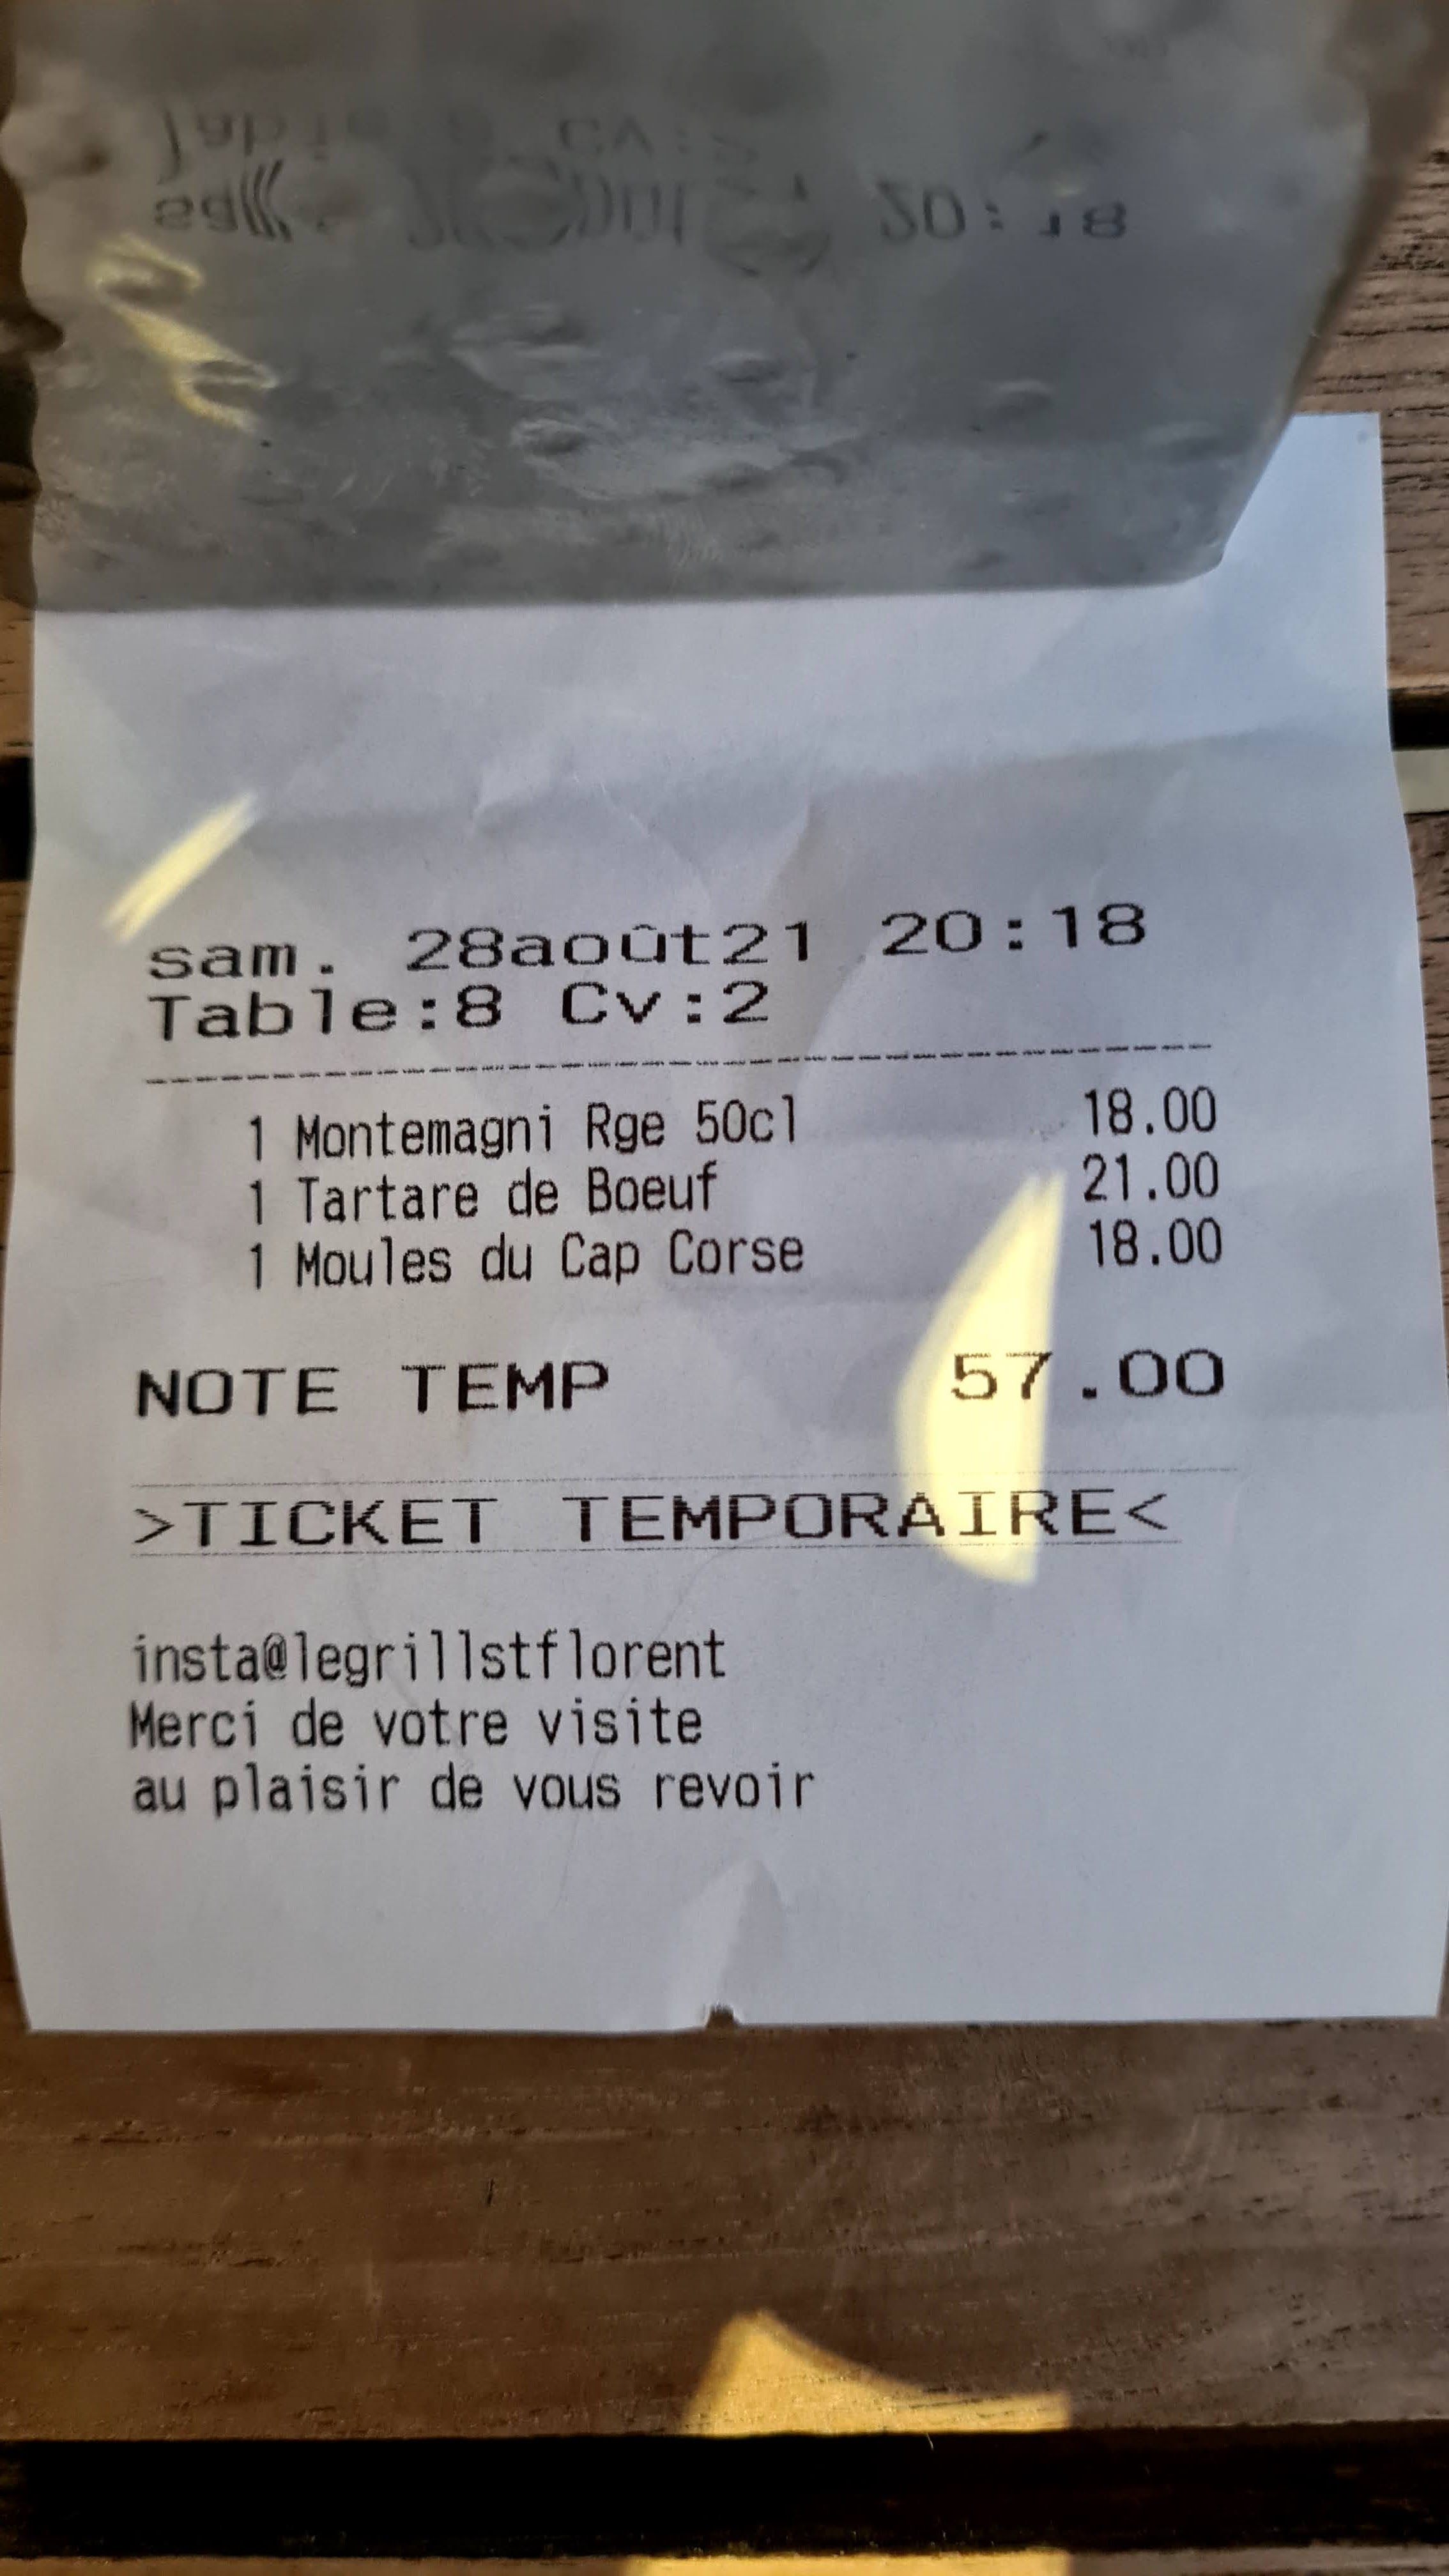 sam. 28août21 20:18
Table:8 Cv:2
1 Montemagni Rge 50cl 18.00
1 Tartare de Boeuf 21.00
1 Moules du Cap Corse 18.00
NOTE TEMP 57.00
>TICKET TEMPORAIRE<
insta@legrillstflorent
Merci de votre visite
au plaisir de vous revoir